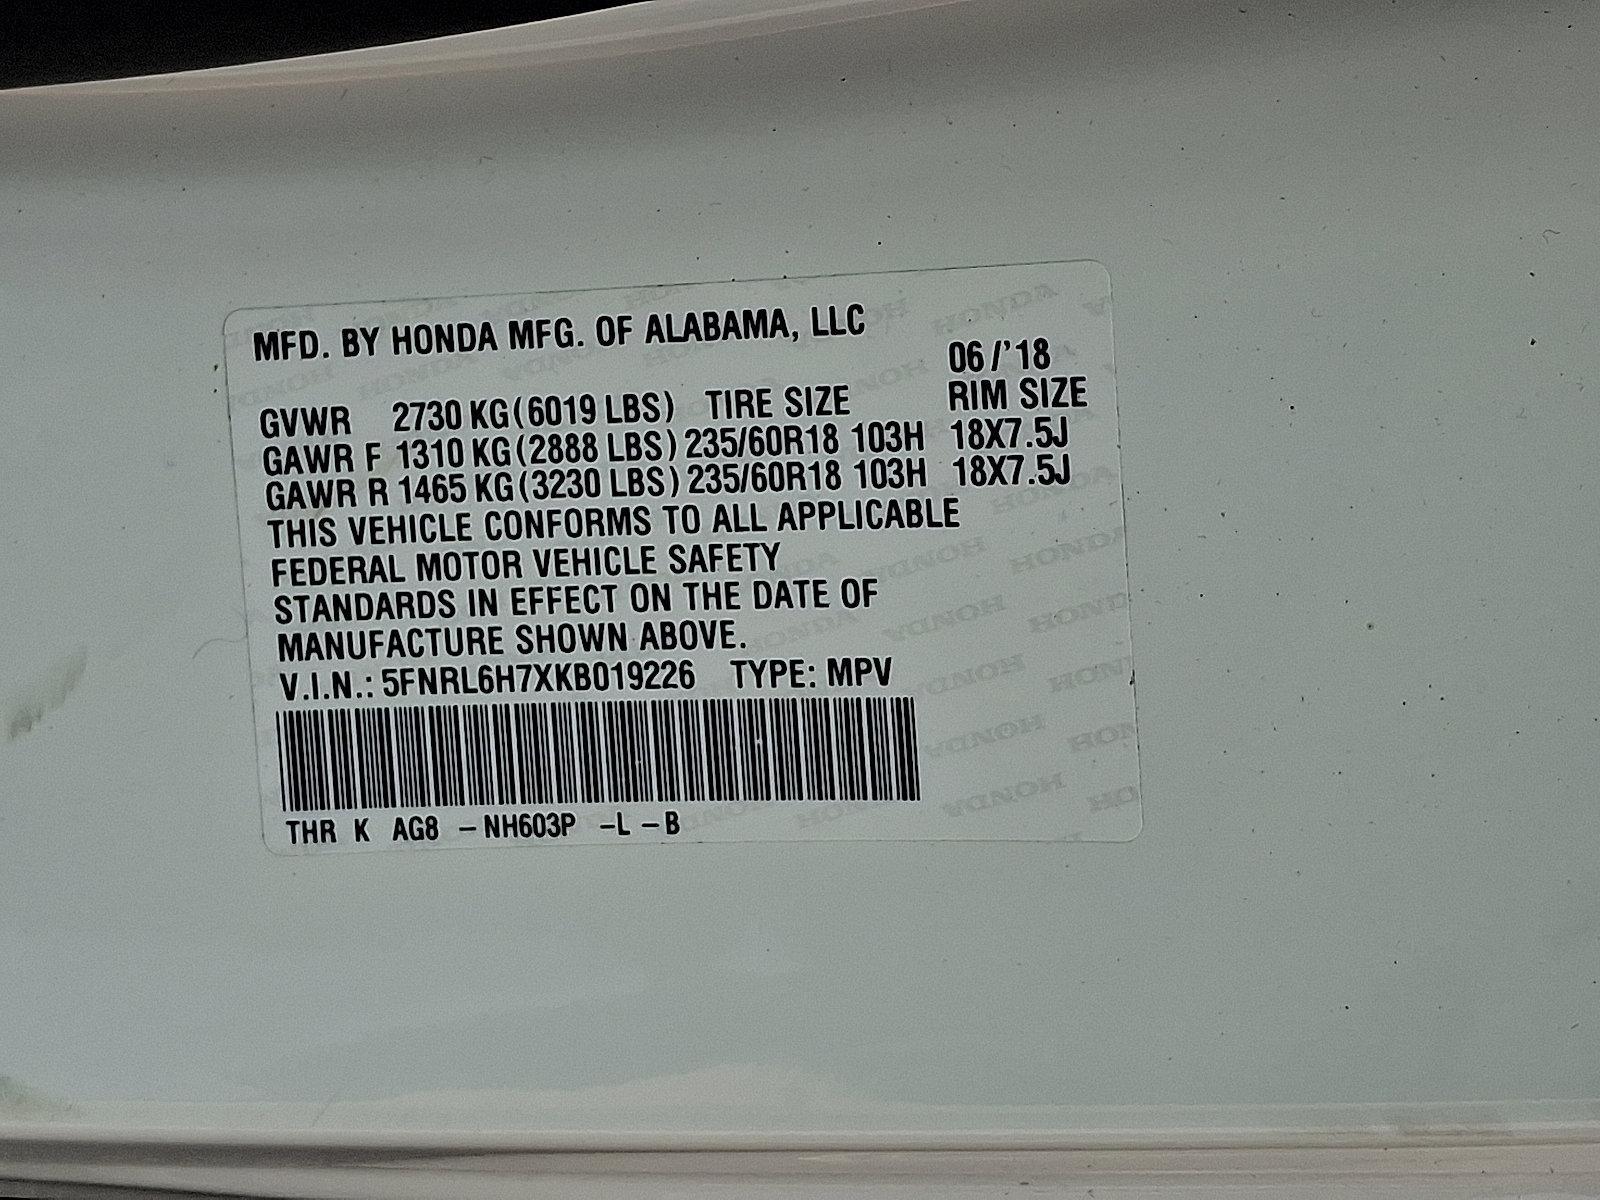 MFD. BY HONDA MFG. OF ALABAMA, LLC
06/'18
GVWR 2730 KG(6019 LBS) TIRE SIZE RIM SIZE
GAWR F 1310 KG(2888 LBS) 235/60R18 103H 18X7.5J
GAWR R 1465 KG(3230 LBS) 235/60R18 103H 18X7.5J
THIS VEHICLE CONFORMS TO ALL APPLICABLE
FEDERAL MOTOR VEHICLE SAFETY
STANDARDS IN EFFECT ON THE DATE OF
MANUFACTURE SHOWN ABOVE.
V.I.N.: 5FNRL6H7XKB019226 TYPE: MPV
THR K AG8 -NH603P -L -B